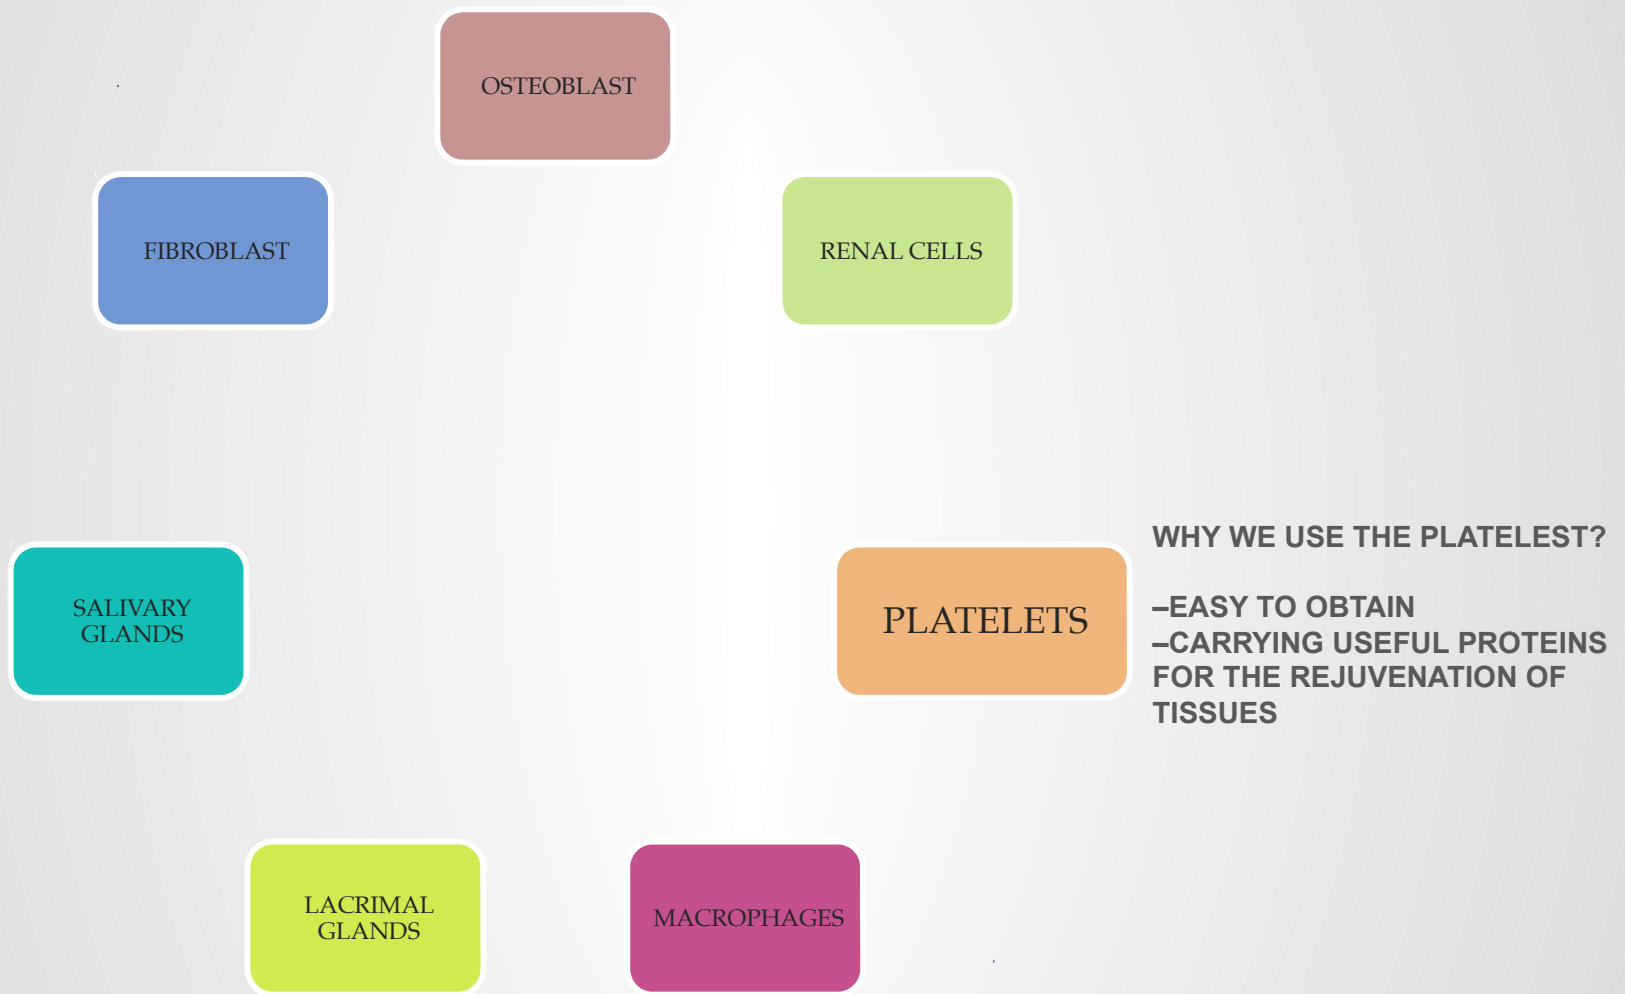 OSTEOBLAST
FIBROBLAST
RENAL CELLS
SALIVARY
GLANDS
PLATELETS
WHY WE USE THE PLATELEST?
–EASY TO OBTAIN
–CARRYING USEFUL PROTEINS
FOR THE REJUVENATION OF
TISSUES
LACRIMAL
GLANDS
MACROPHAGES